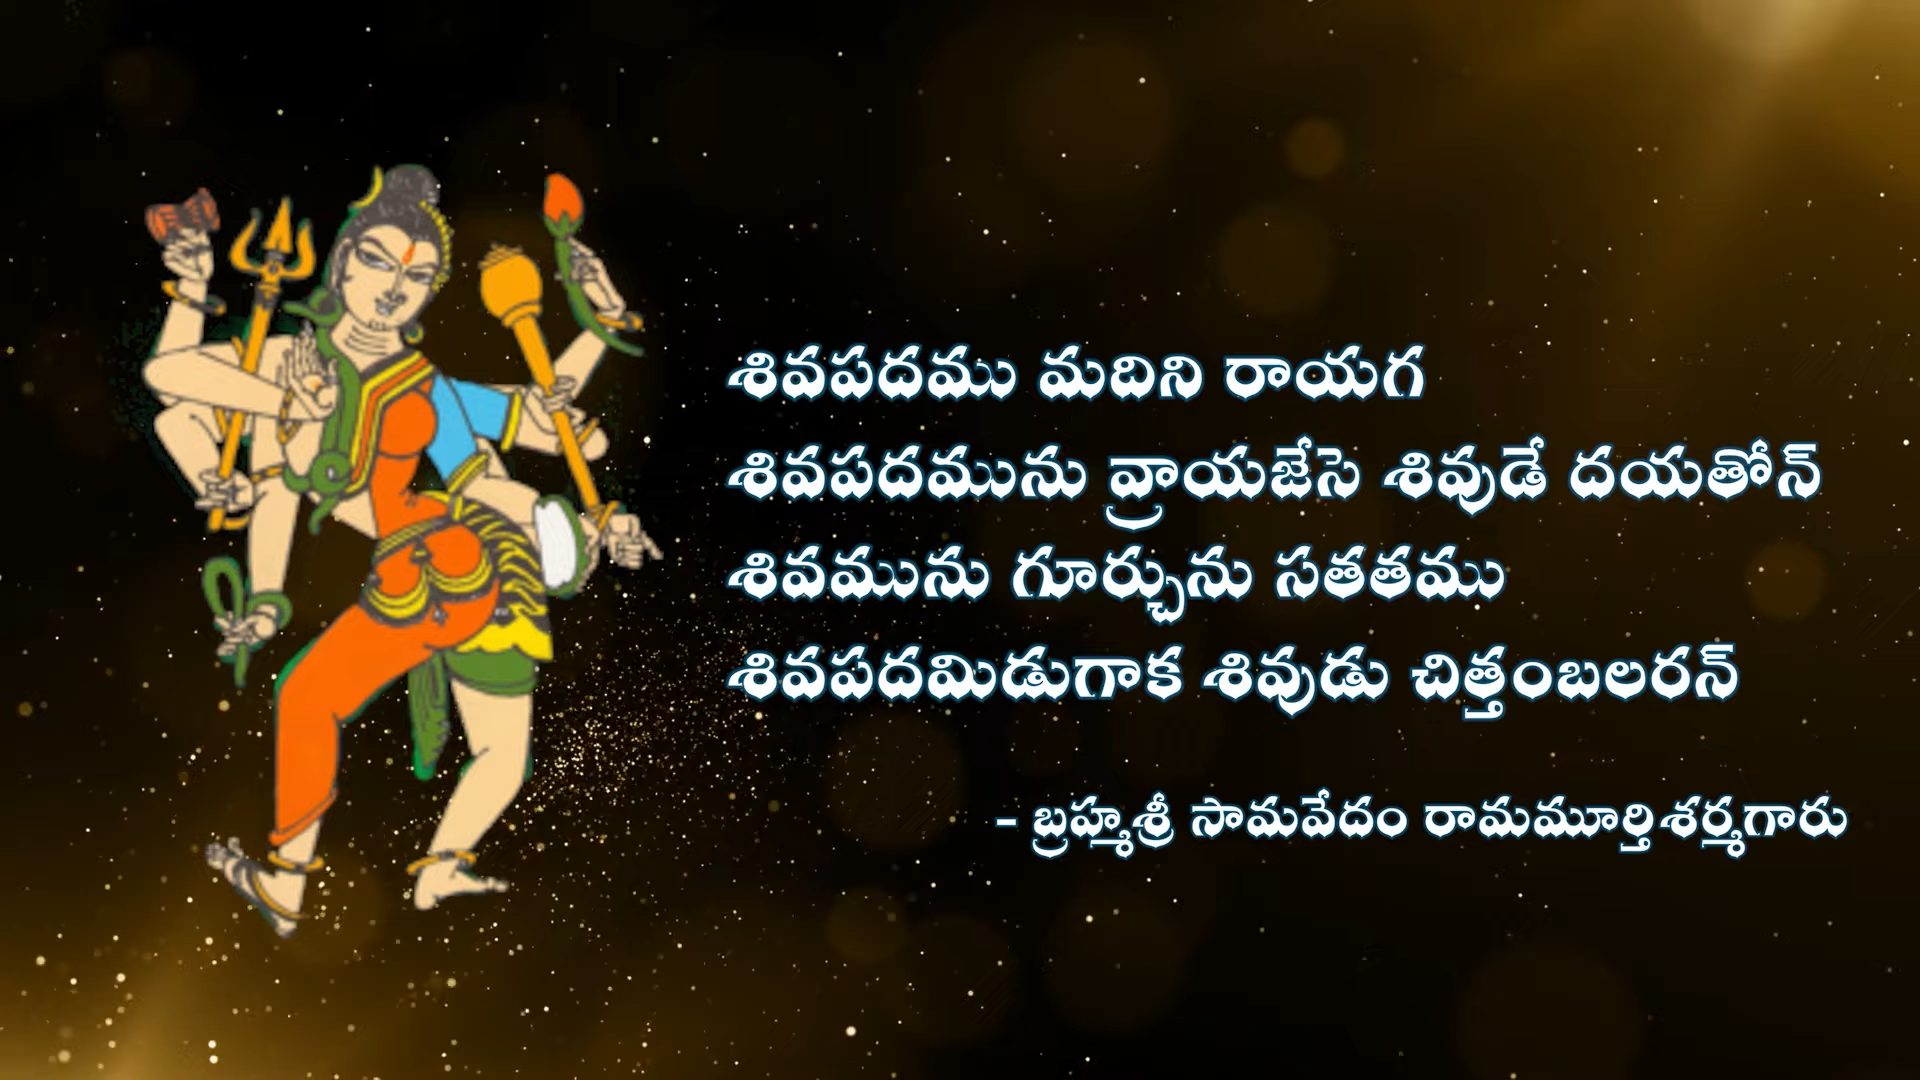 శివపదము మదిని రాయగ
శివపదమును వ్రాయజేసె శివుడే దయతోన్
శివమును గూర్చును సతతము
శివపదమిడుగాక శివుడు చిత్తంబలరన్
- బ్రహ్మశ్రీ సామవేదం రామమూర్తిశర్మగారు